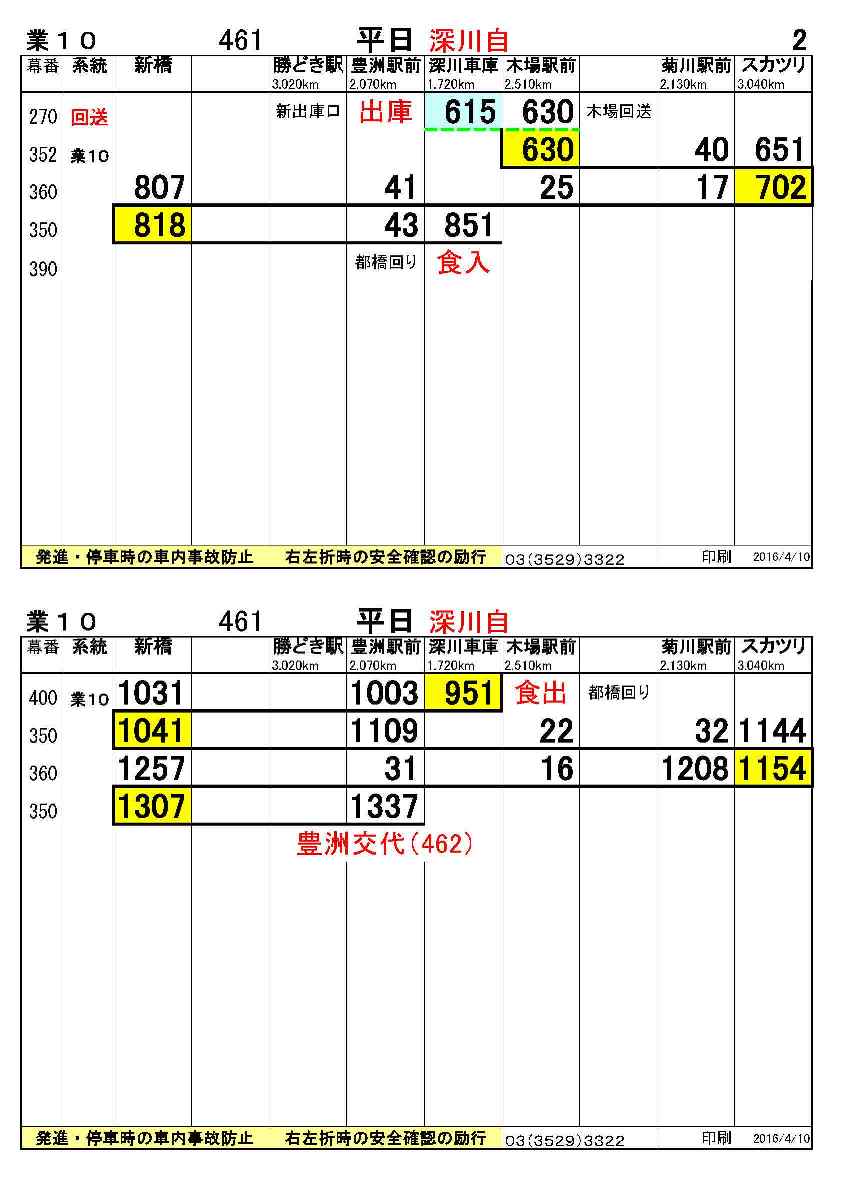 業１０ 461 平日 深川自 2
幕番 系統 新橋 勝どき駅 豊洲駅前 深川車庫 木場駅前 菊川駅前 スカツリ
3.020km 2.070km 1.720km 2.510km 2.130km 3.040km
270 回送 新出庫口 出庫 615 630 木場回送
352 業10 630 40 651
360 807 41 25 17 702
350 818 43 851
390 都橋回り 食入
発進・停車時の車内事故防止 右左折時の安全確認の励行 03(3529)3322 印刷 2016/4/10
業１０ 461 平日 深川自
幕番 系統 新橋 勝どき駅 豊洲駅前 深川車庫 木場駅前 菊川駅前 スカツリ
3.020km 2.070km 1.720km 2.510km 2.130km 3.040km
400 業10 1031 1003 951 食出 都橋回り
350 1041 1109 22 32 1144
360 1257 31 16 1208 1154
350 1307 1337
豊洲交代(462)
発進・停車時の車内事故防止 右左折時の安全確認の励行 03(3529)3322 印刷 2016/4/10